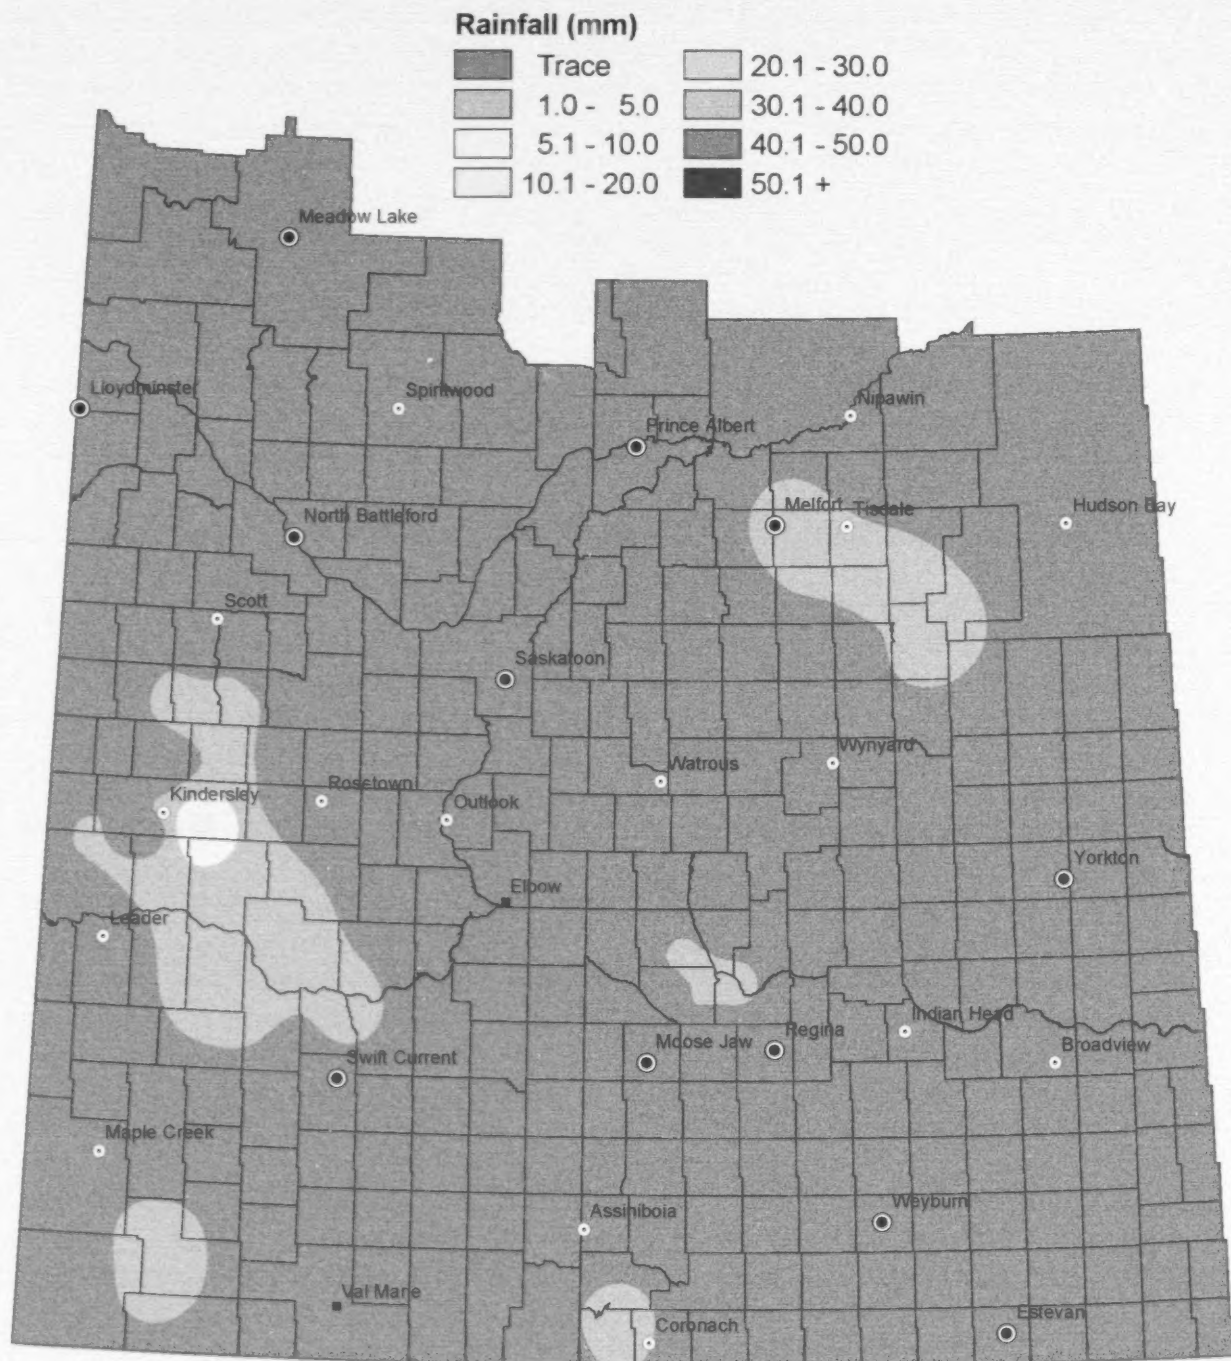 Rainfall (mm)
Trace
1.0 - 5.0
5.1 - 10.0
10.1 - 20.0
20.1 - 30.0
30.1 - 40.0
40.1 - 50.0
50.1 +
Meadow Lake
Lloydminster
Spiritwood
Nipawin
Prince Albert
Melfort
Tisdale
Hudson Bay
North Battleford
Scott
Saskatoon
Wynyard
Watrous
Rosetown
Kindersley
Outlook
Yorkton
Elbow
Leader
Indian Head
Regina
Moose Jaw
Broadview
Swift Current
Maple Creek
Assiniboia
Weyburn
Val Marie
Estevan
Coronach